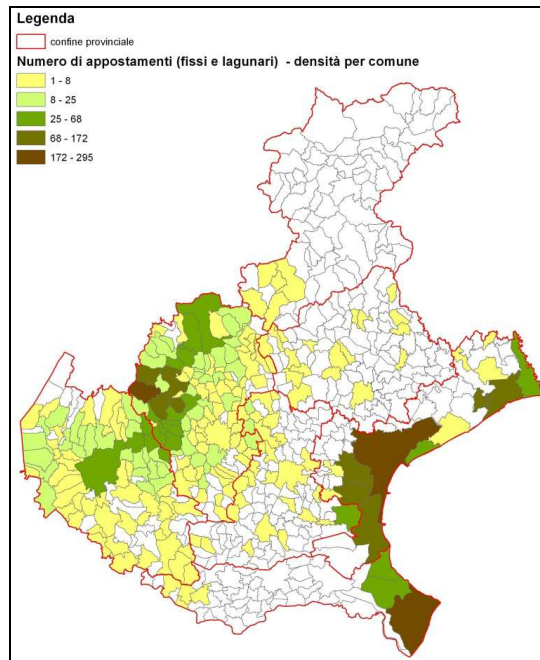 Legenda
confine provinciale
Numero di appostamenti (fissi e lagunari) - densità per comune
1 - 8
8 - 25
25 - 68
68 - 172
172 - 295